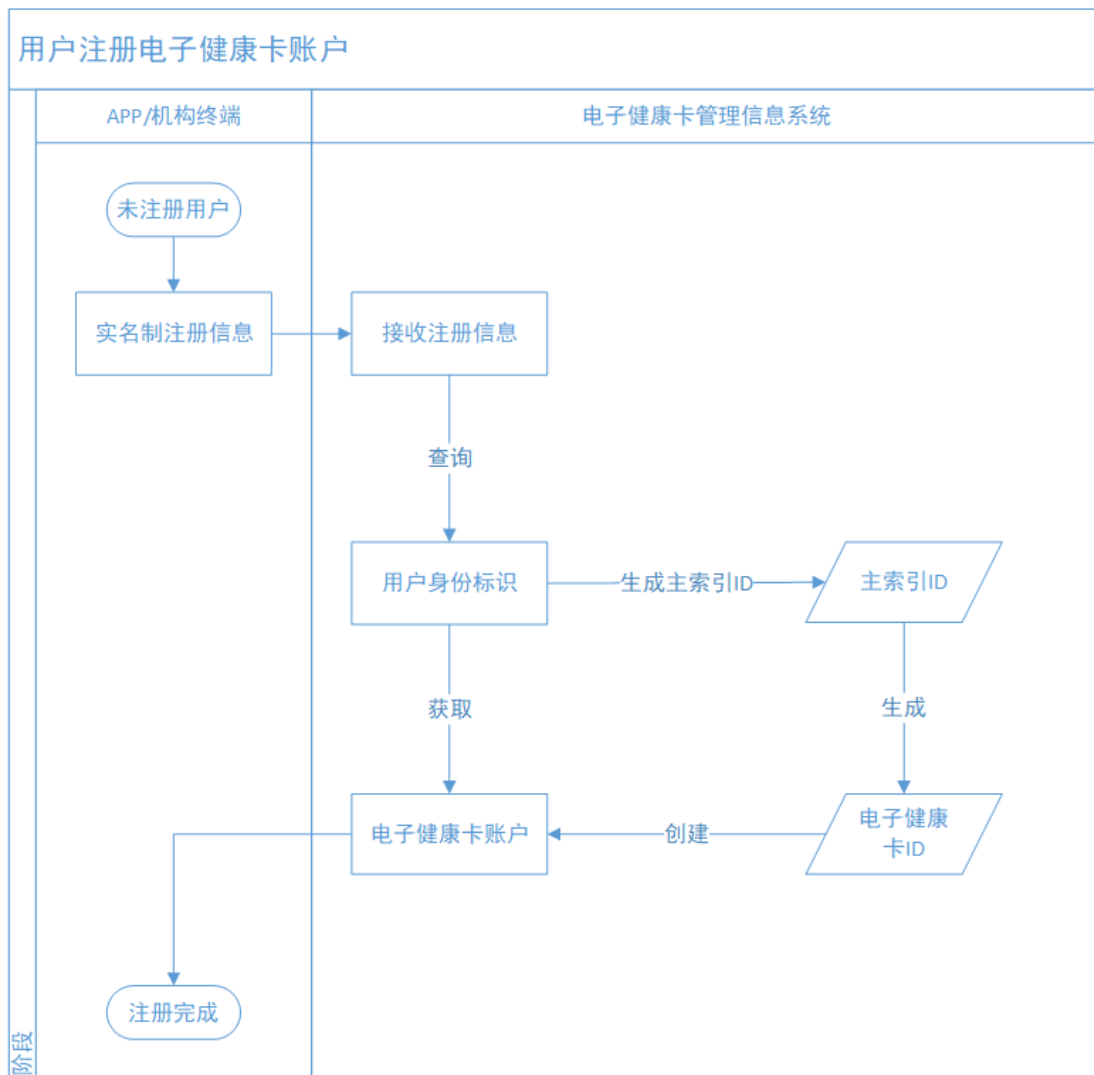 用户注册电子健康卡账户
APP/机构终端
电子健康卡管理信息系统
未注册用户
实名制注册信息
接收注册信息
查询
用户身份标识
生成主索引ID
主索引ID
获取
生成
电子健康卡账户
创建
电子健康
卡ID
注册完成
阶段